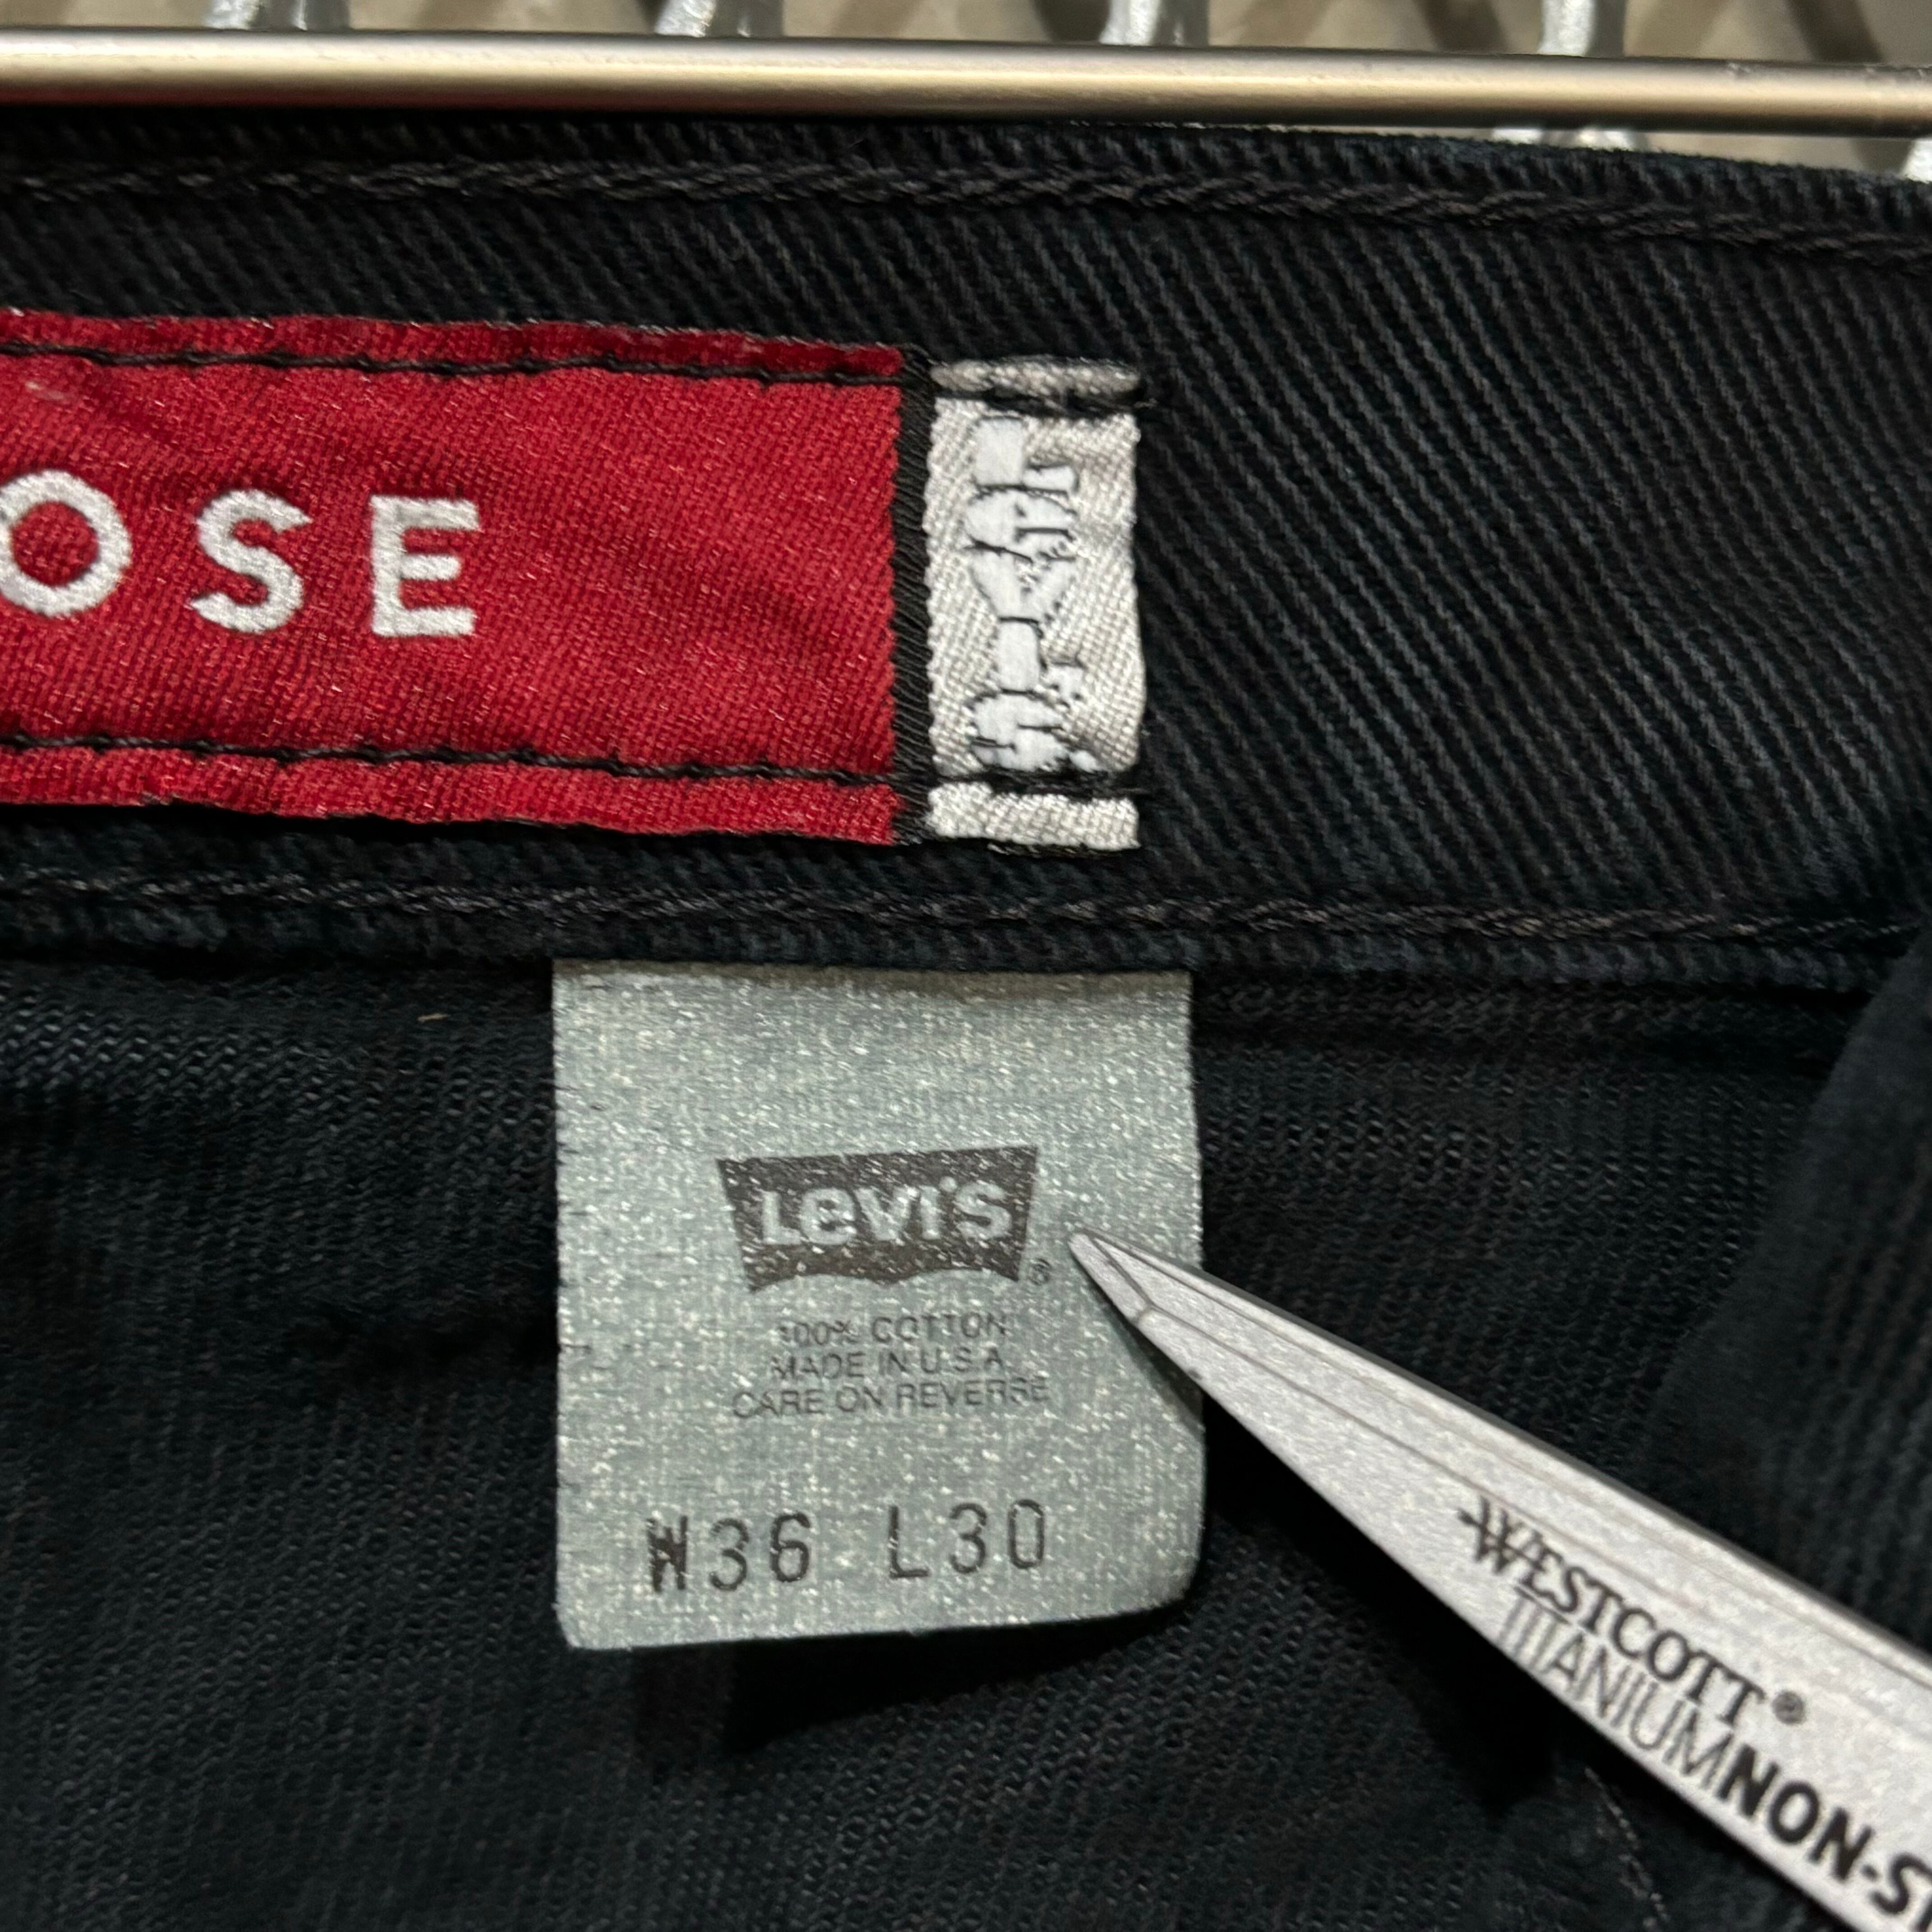 OSE
LEVI'S ®
100% COTTON
MADE IN U.S.A.
CARE ON REVERSE
W36 L30
WESTCOTT®
TITANIUM NON-S